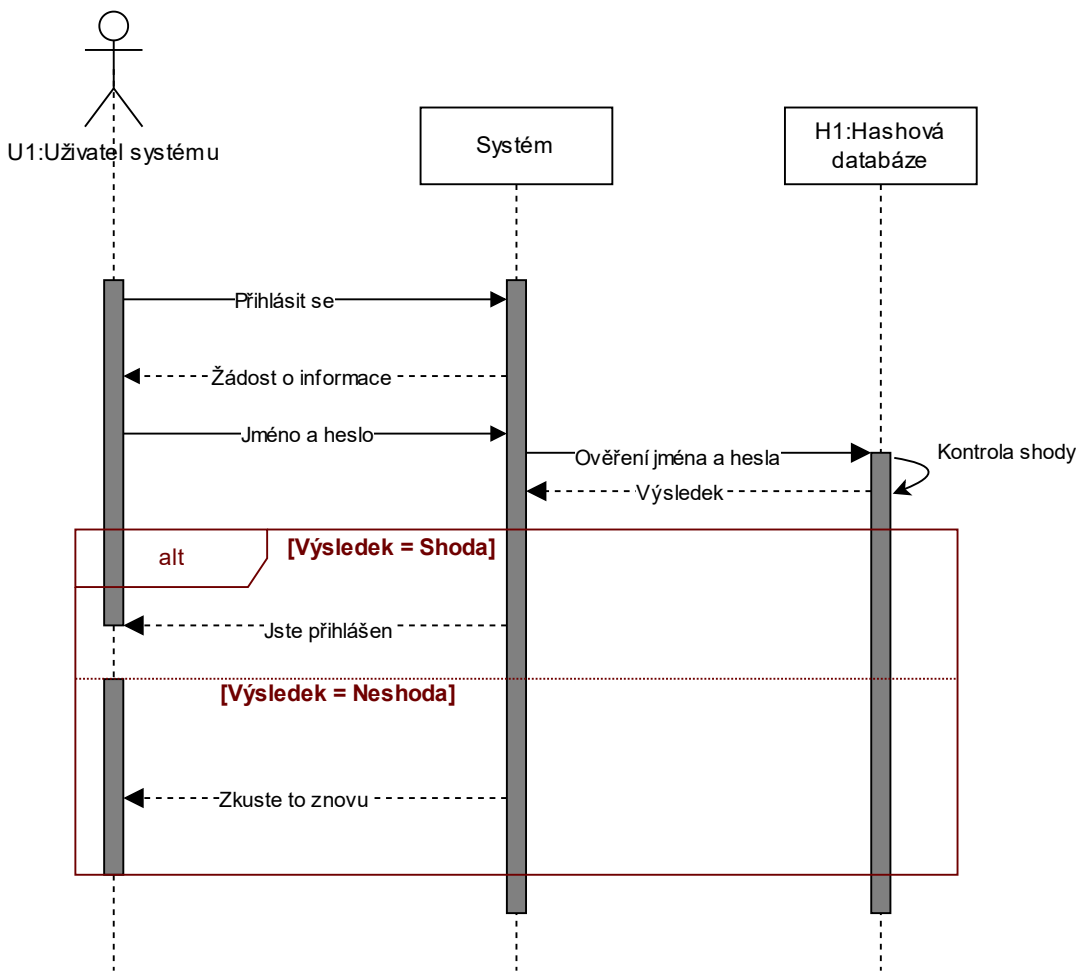 U1:Uživatel systému
Systém
H1:Hashová
databáze
Přihlásit se
Žádost o informace
Jméno a heslo
Ověření jména a hesla
Kontrola shody
Výsledek
alt
[Výsledek = Shoda]
Jste přihlášen
[Výsledek = Neshoda]
Zkuste to znovu